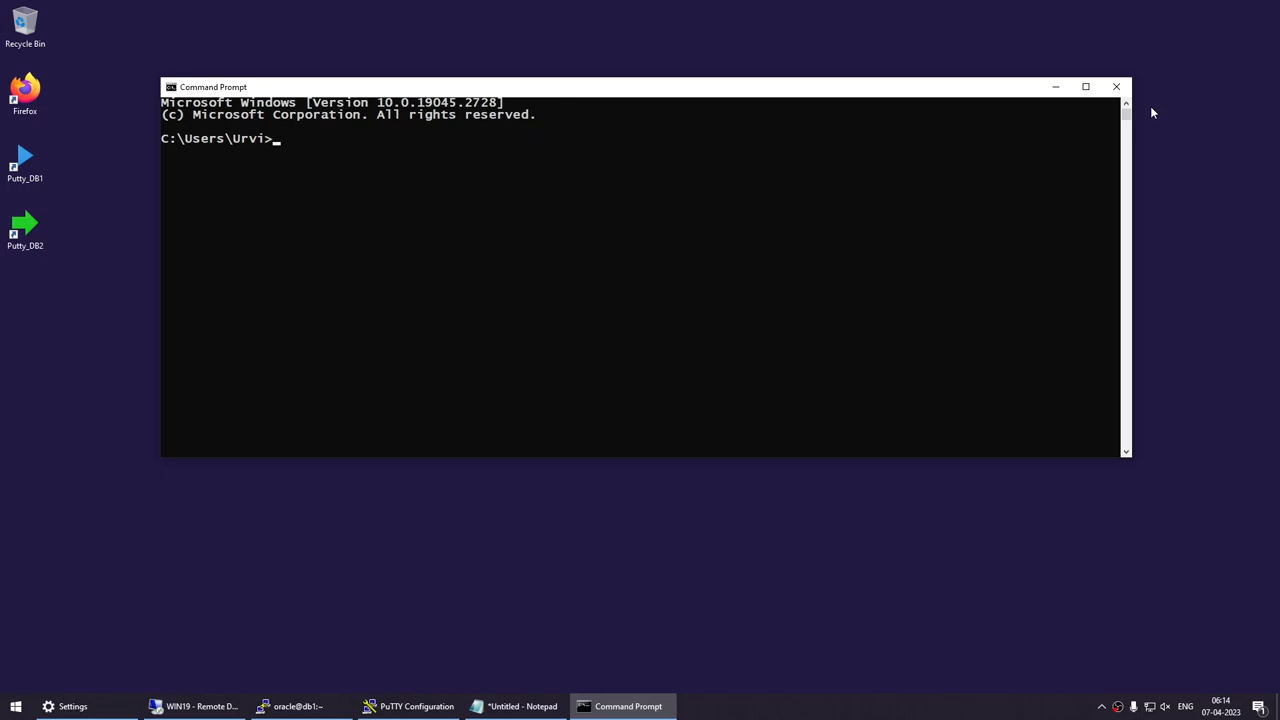 Recycle Bin
Firefox
Putty_DB1
Putty_DB2
Command Prompt
Microsoft Windows [Version 10.0.19045.2728]
(c) Microsoft Corporation. All rights reserved.
C:\Users\Urvi>
Settings
WIN19 - Remote D...
oracle@db1:~
PuTTY Configuration
*Untitled - Notepad
Command Prompt
ENG
06:14
07-04-2023
1